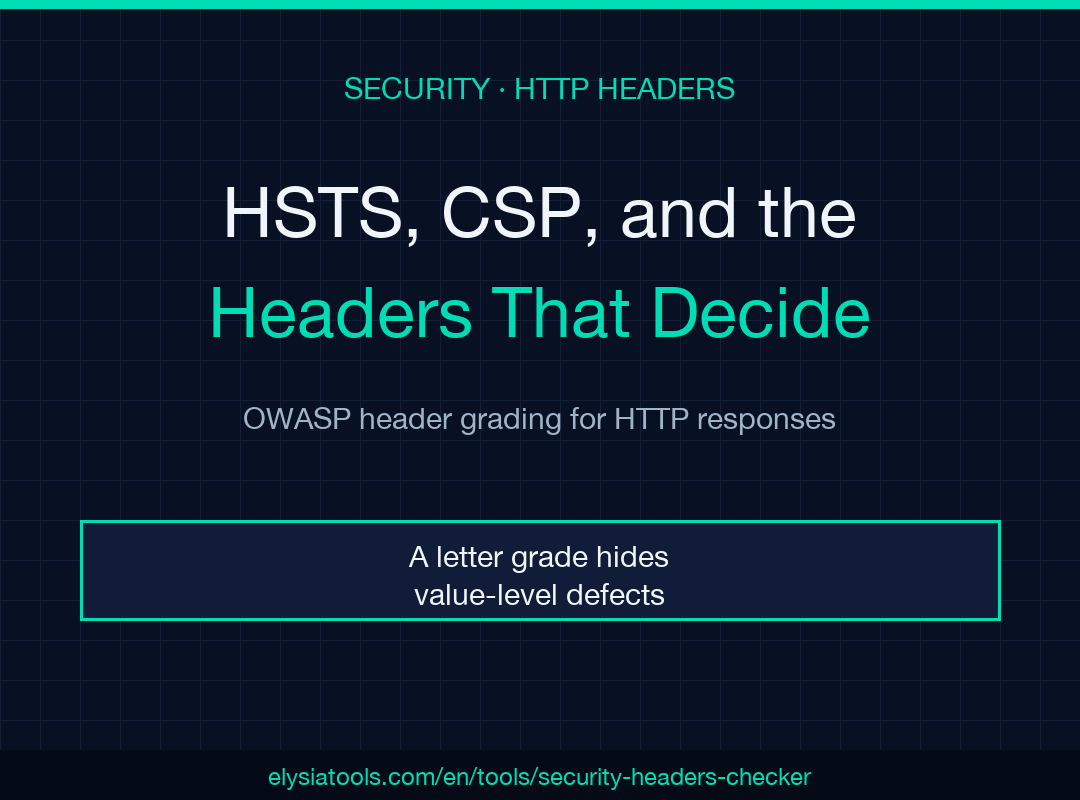 SECURITY · HTTP HEADERS
HSTS, CSP, and the
Headers That Decide
OWASP header grading for HTTP responses
A letter grade hides
value-level defects
elysiatools.com/en/tools/security-headers-checker